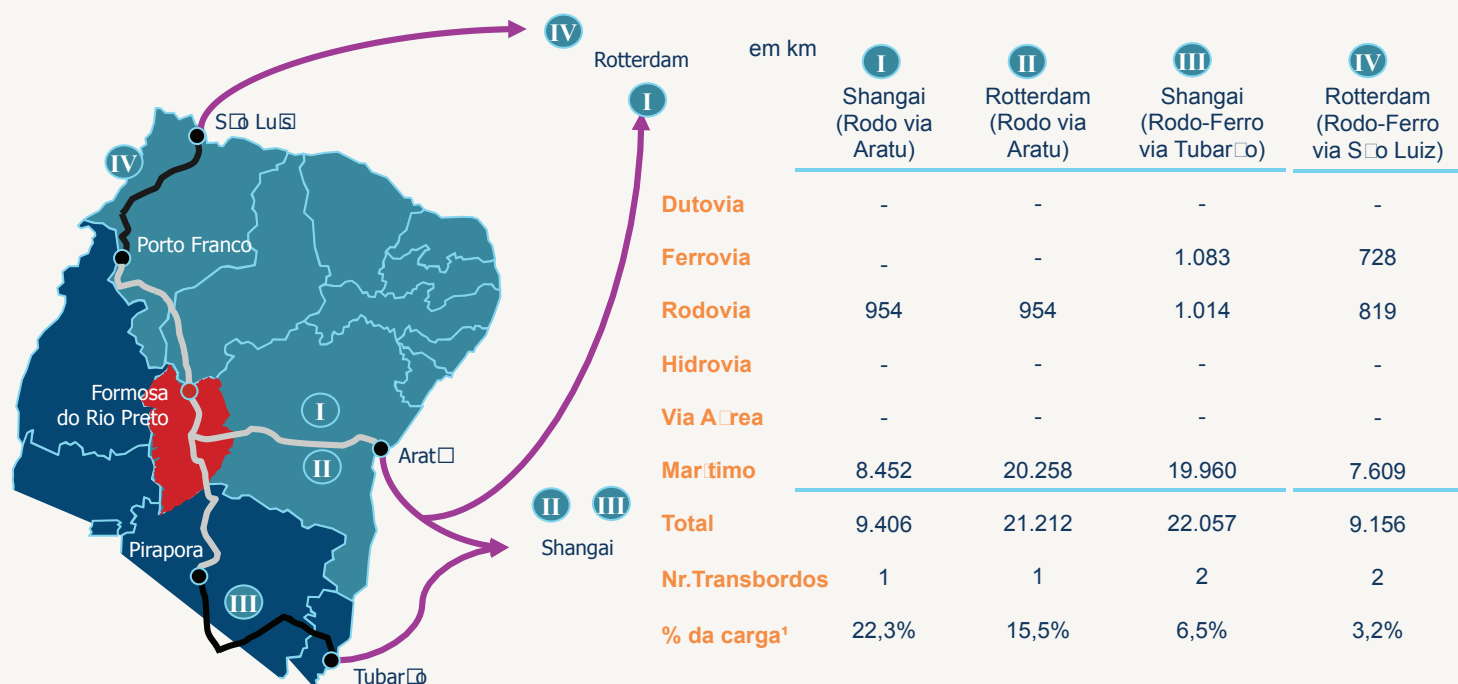 IV
Rotterdam
I
São Luís
IV
Porto Franco
Formosa
do Rio Preto
I
II
Arat□
II III
Shangai
Pirapora
III
Tubar□o
em km
I II III IV
Shangai Rotterdam Shangai Rotterdam
(Rodo via (Rodo via (Rodo-Ferro (Rodo-Ferro
Aratu) Aratu) via Tubar□o) via S□o Luiz)
Dutovia - - - -
Ferrovia - - 1.083 728
Rodovia 954 954 1.014 819
Hidrovia - - -
Via A□rea - - - -
Mar□timo 8.452 20.258 19.960 7.609
Total 9.406 21.212 22.057 9.156
Nr.Transbordos 1 1 2 2
% da carga¹ 22,3% 15,5% 6,5% 3,2%